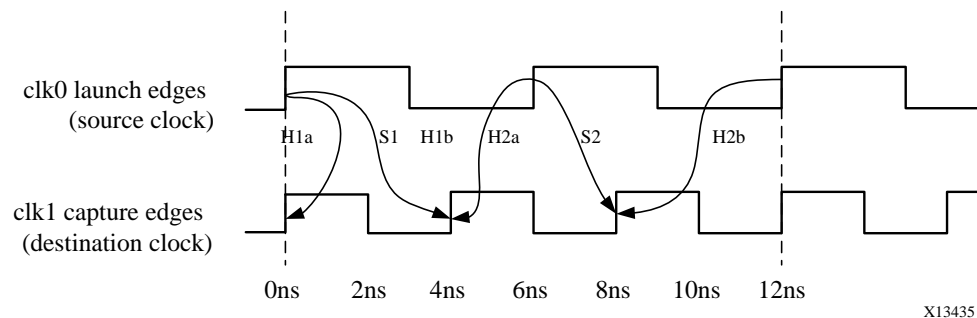 clk0 launch edges
(source clock)
H1a S1 H1b H2a S2 H2b
clk1 capture edges
(destination clock)
0ns 2ns 4ns 6ns 8ns 10ns 12ns
X13435